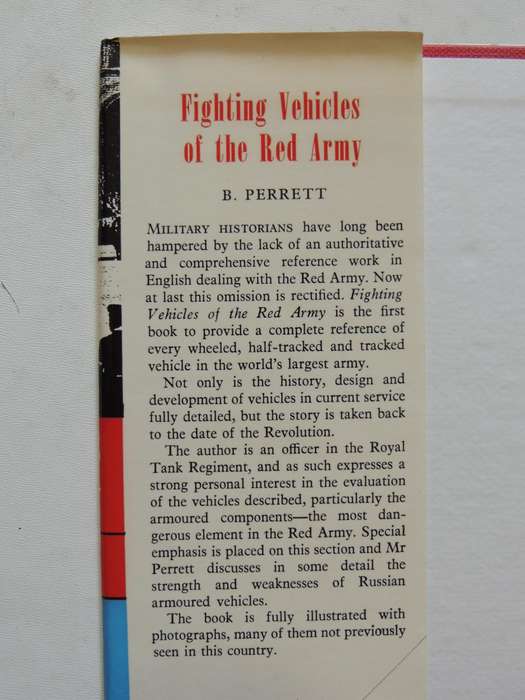 Fighting Vehicles
of the Red Army
B. PERRETT
MILITARY HISTORIANS have long been
hampered by the lack of an authoritative
and comprehensive reference work in
English dealing with the Red Army. Now
at last this omission is rectified. Fighting
Vehicles of the Red Army is the first
book to provide a complete reference of
every wheeled, half-tracked and tracked
vehicle in the world's largest army.
Not only is the history, design and
development of vehicles in current service
fully detailed, but the story is taken back
to the date of the Revolution.
The author is an officer in the Royal
Tank Regiment, and as such expresses a
strong personal interest in the evaluation
of the vehicles described, particularly the
armoured components—the most dan-
gerous element in the Red Army. Special
emphasis is placed on this section and Mr
Perrett discusses in some detail the
strength and weaknesses of Russian
armoured vehicles.
The book is fully illustrated with
photographs, many of them not previously
seen in this country.